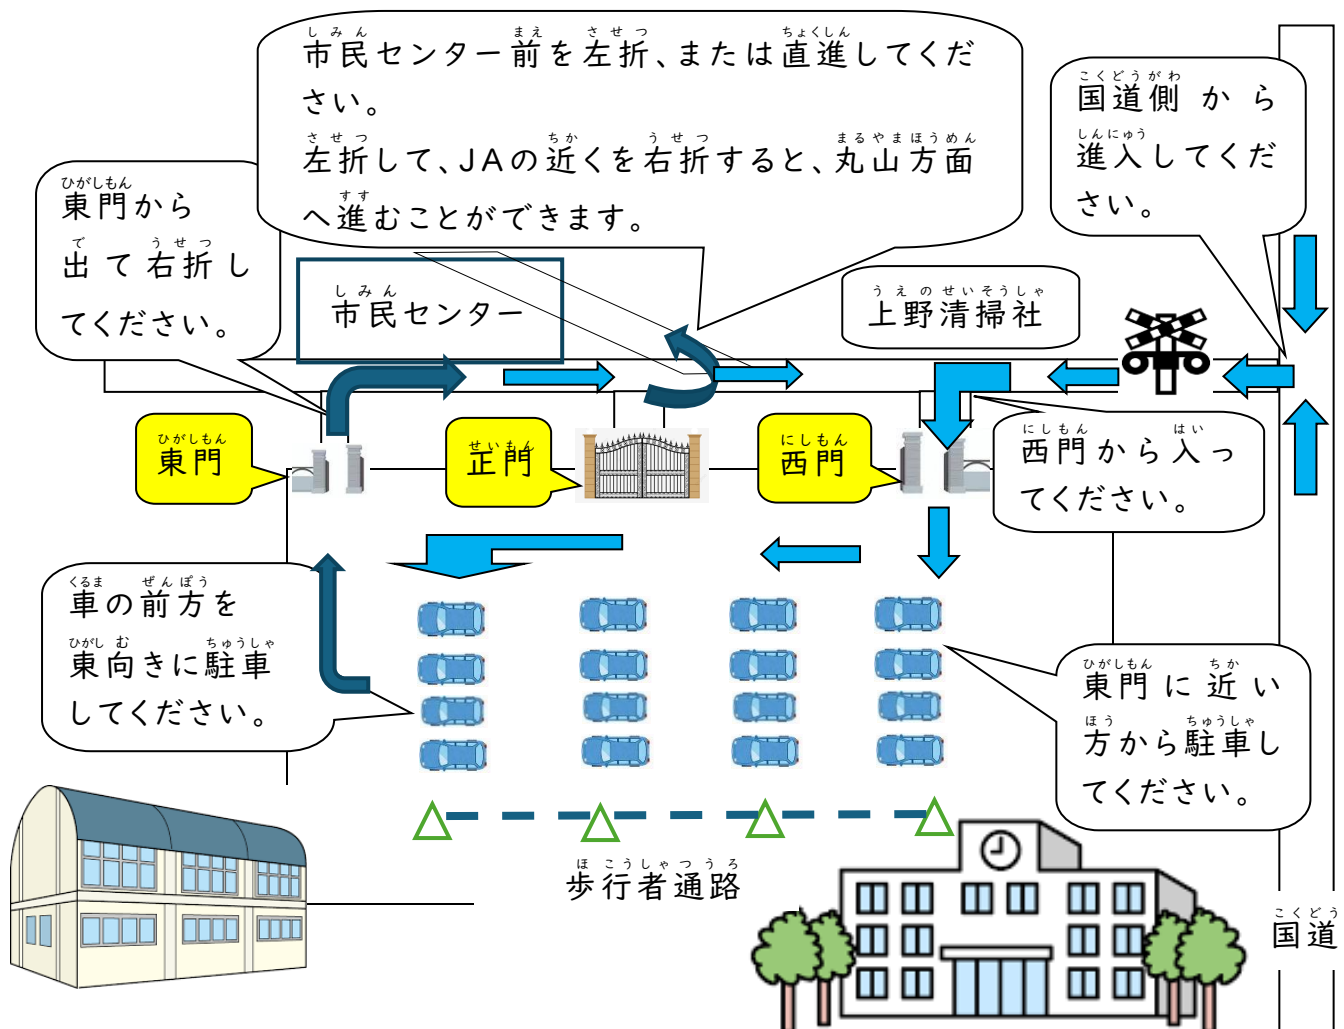 市民センター前を左折、または直進してくだ
さい。
左折して、JAの近くを右折すると、丸山方面
へ進むことができます。
国道側から
進入してくだ
さい。
東門から
出て右折し
てください。
市民センター
上野清掃社
東門
正門
西門
西門から入っ
てください。
車の前方を
東向きに駐車
してください。
東門に近い
方から駐車し
てください。
歩行者通路
国道